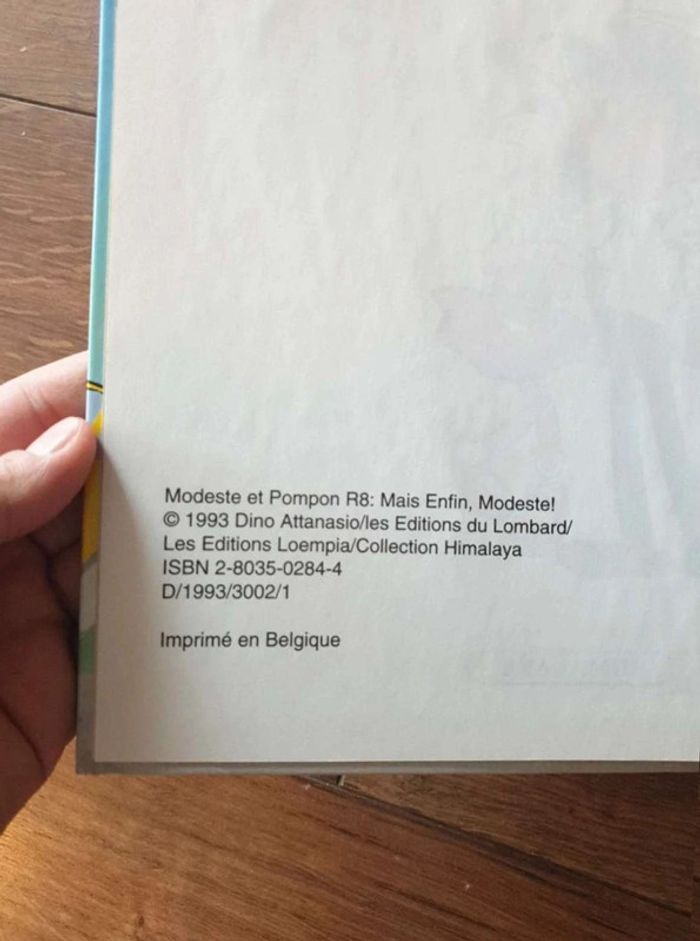 Modeste et Pompon R8: Mais Enfin, Modeste!
© 1993 Dino Attanasio/les Editions du Lombard/
Les Editions Loempia/Collection Himalaya
ISBN 2-8035-0284-4
D/1993/3002/1
Imprimé en Belgique